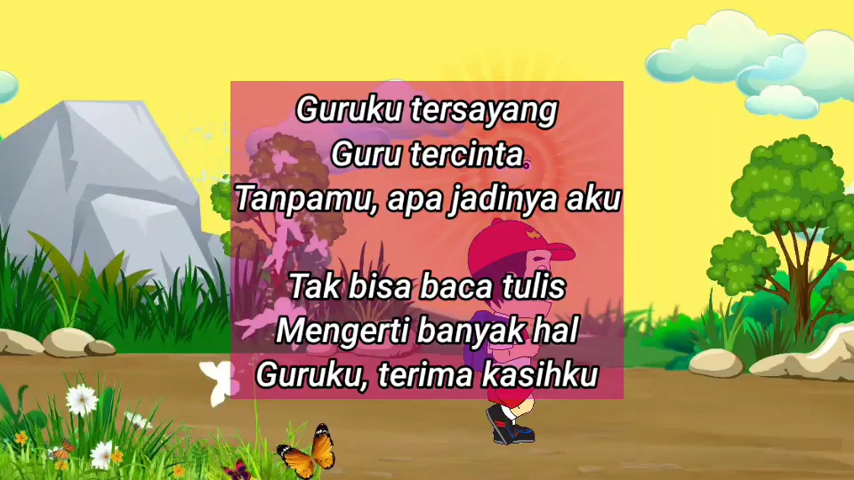 Guruku tersayang
Guru tercinta
Tanpamu, apa jadinya aku
Tak bisa baca tulis
Mengerti banyak hal
Guruku, terima kasihku